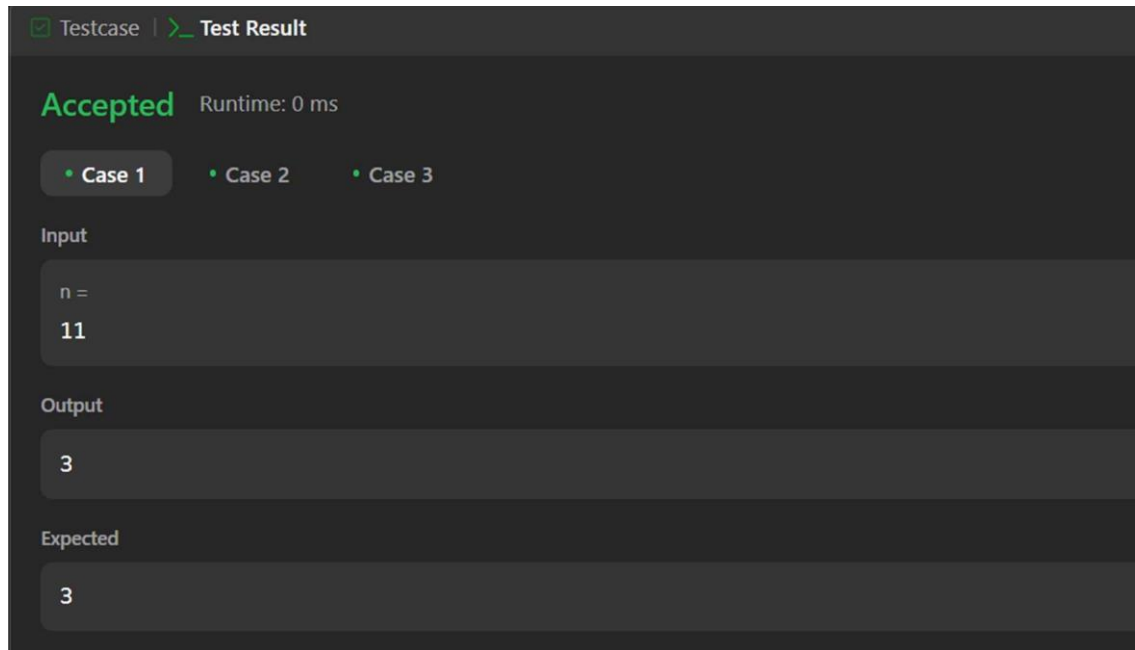 Testcase | >_ Test Result
Accepted Runtime: 0 ms
• Case 1 • Case 2 • Case 3
Input
n =
11
Output
3
Expected
3